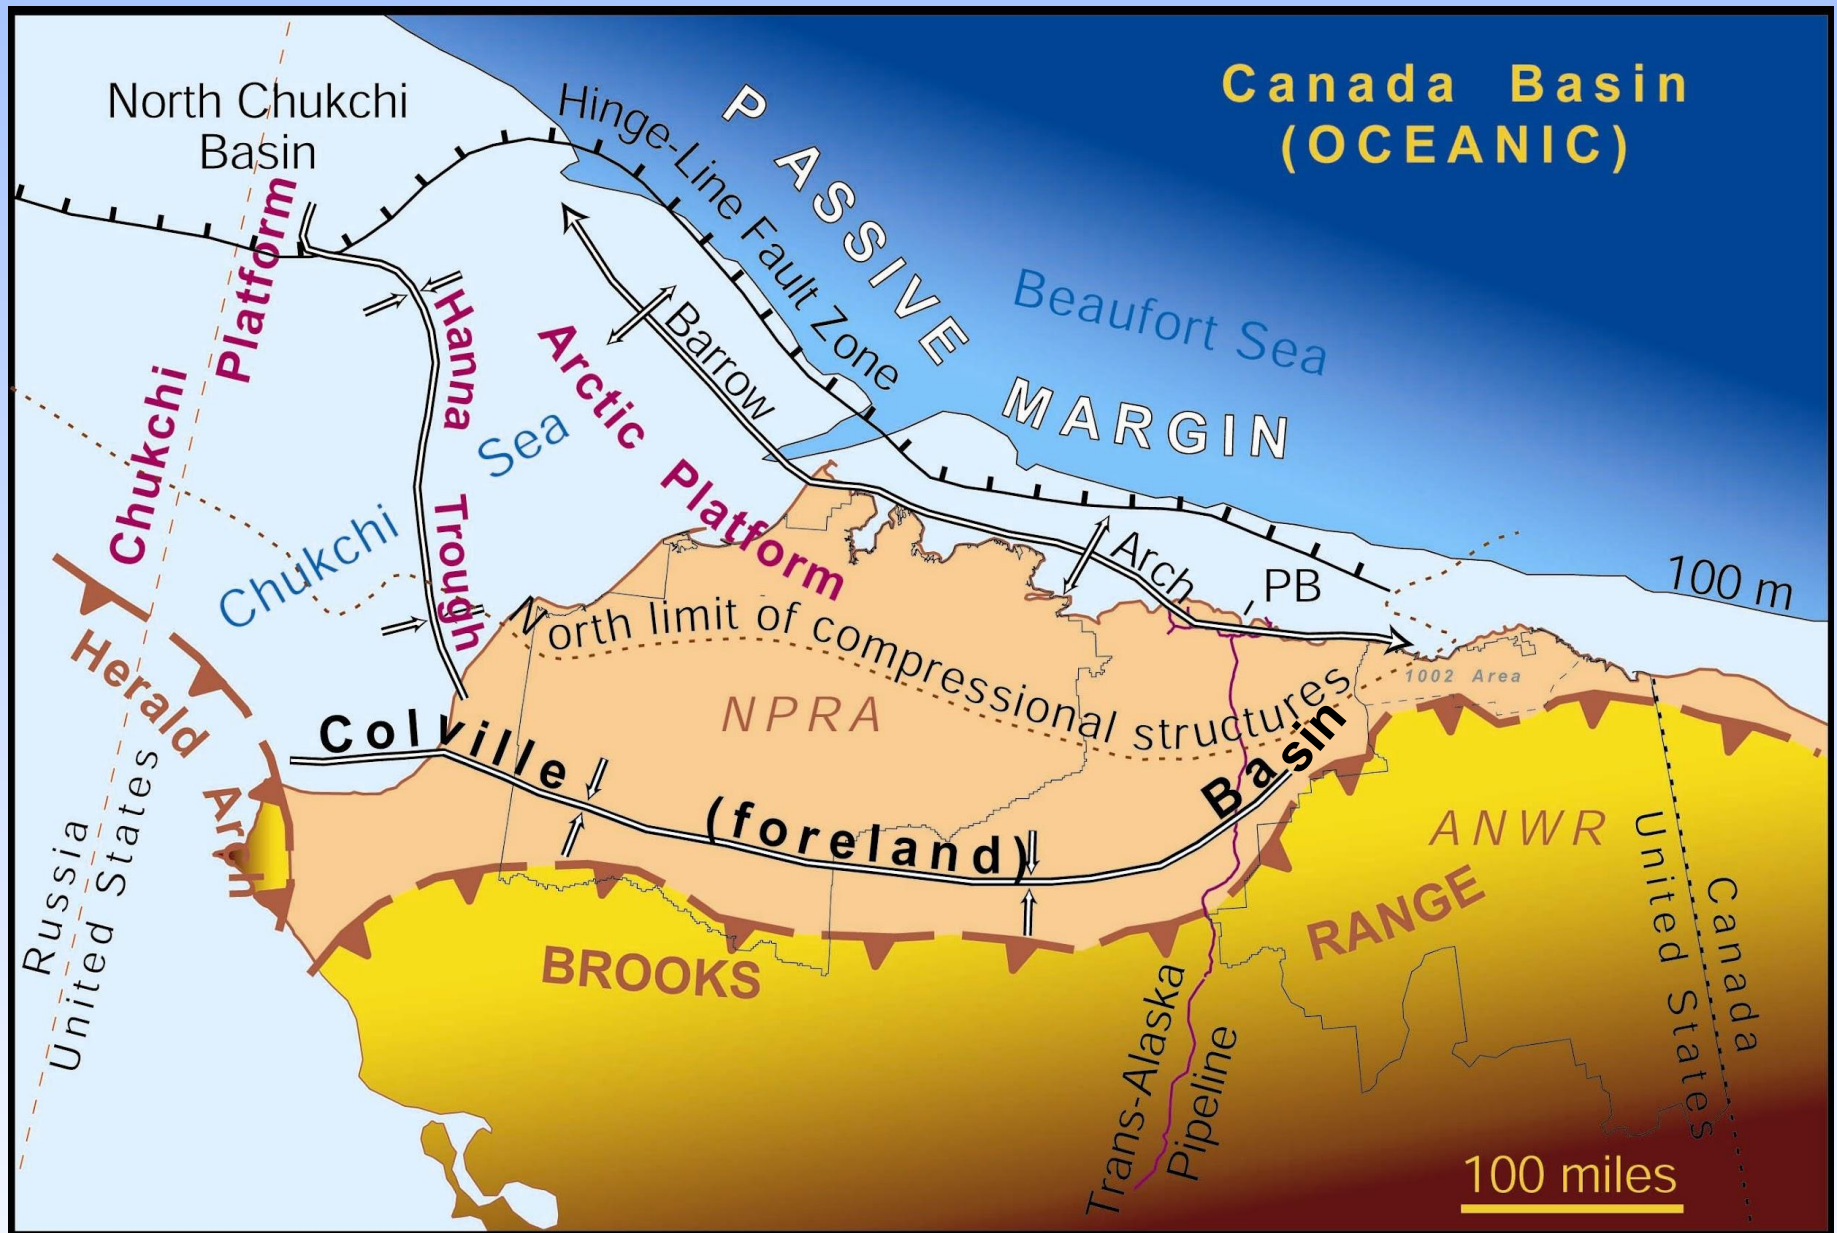 North Chukchi
Basin
Canada Basin
(OCEANIC)
Hinge-Line Fault Zone
PASSIVE
MARGIN
Beaufort Sea
Chukchi
Platform
Hanna
Trough
Arctic
Platform
Barrow
Arch
Chukchi
Sea
PB
100 m
North limit of compressional structures
1002 Area
NPRA
Herald
Arch
Colville
(foreland)
Basin
ANWR
BROOKS
RANGE
Russia
United States
United States
Canada
Trans-Alaska
Pipeline
100 miles